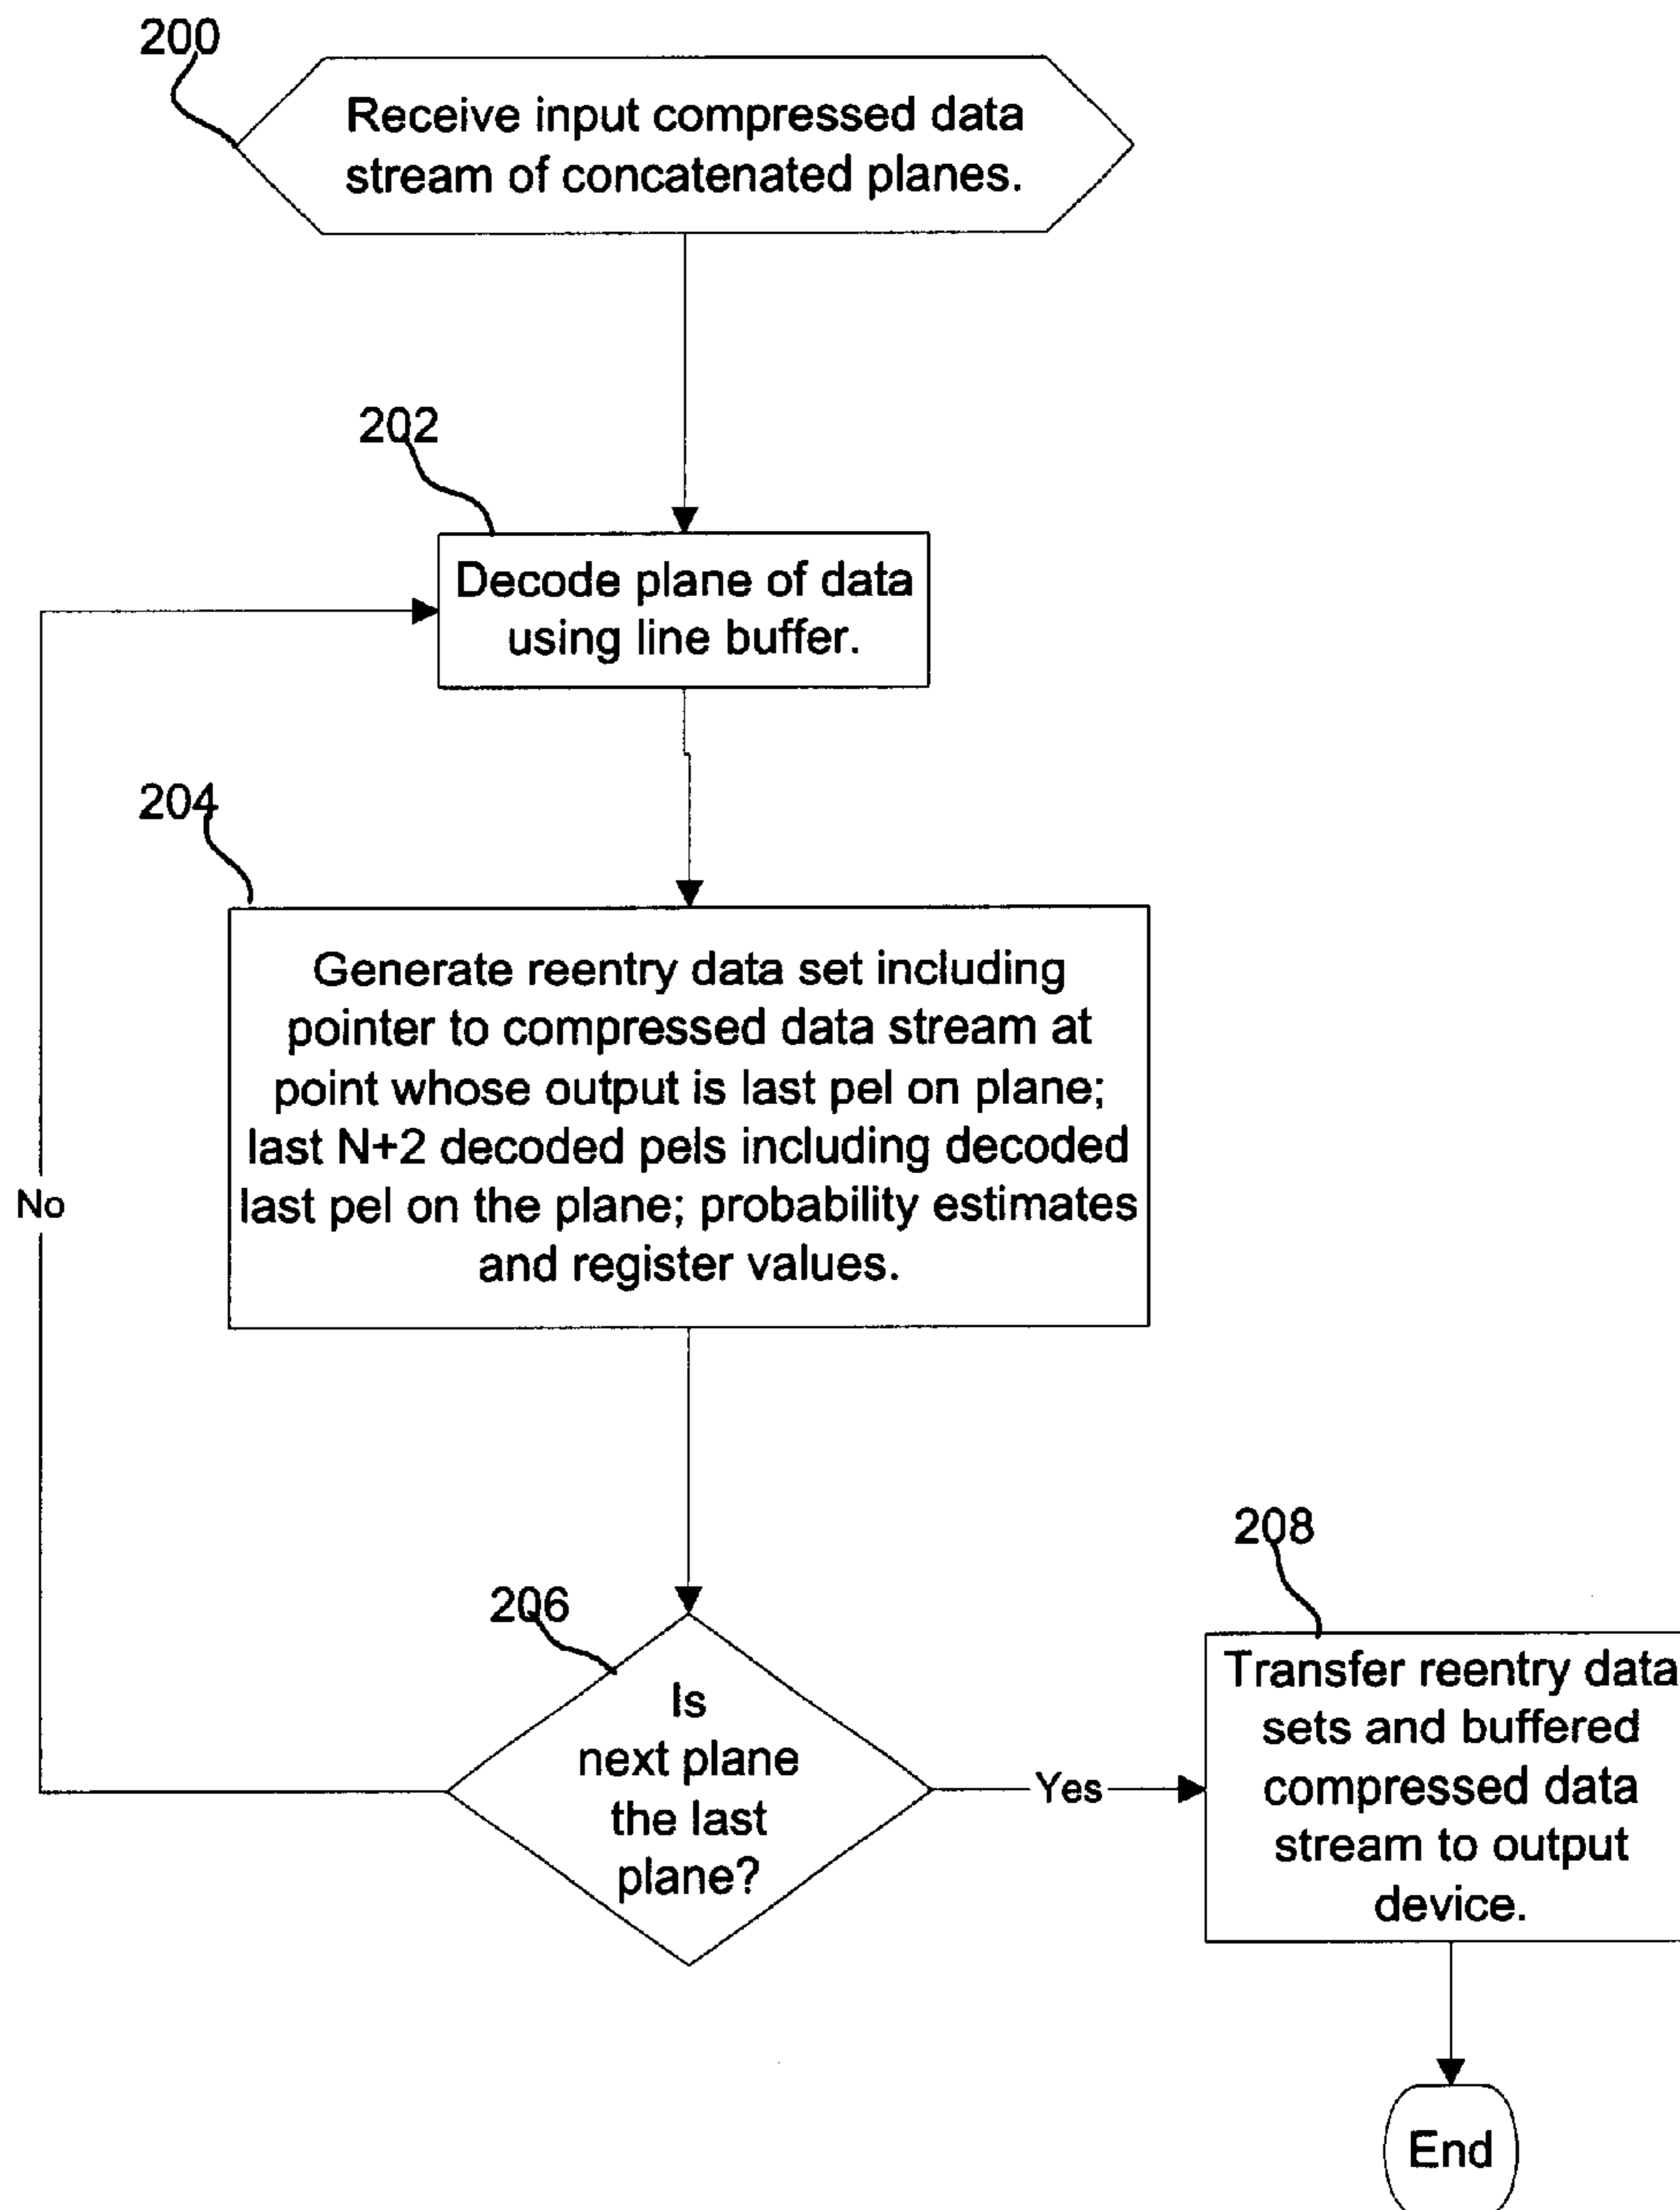 200
Receive input compressed data
stream of concatenated planes.
202
Decode plane of data
using line buffer.
204
Generate reentry data set including
pointer to compressed data stream at
point whose output is last pel on plane;
last N+2 decoded pels including decoded
last pel on the plane; probability estimates
and register values.
No
206
Is
next plane
the last
plane?
Yes
208
Transfer reentry data
sets and buffered
compressed data
stream to output
device.
End